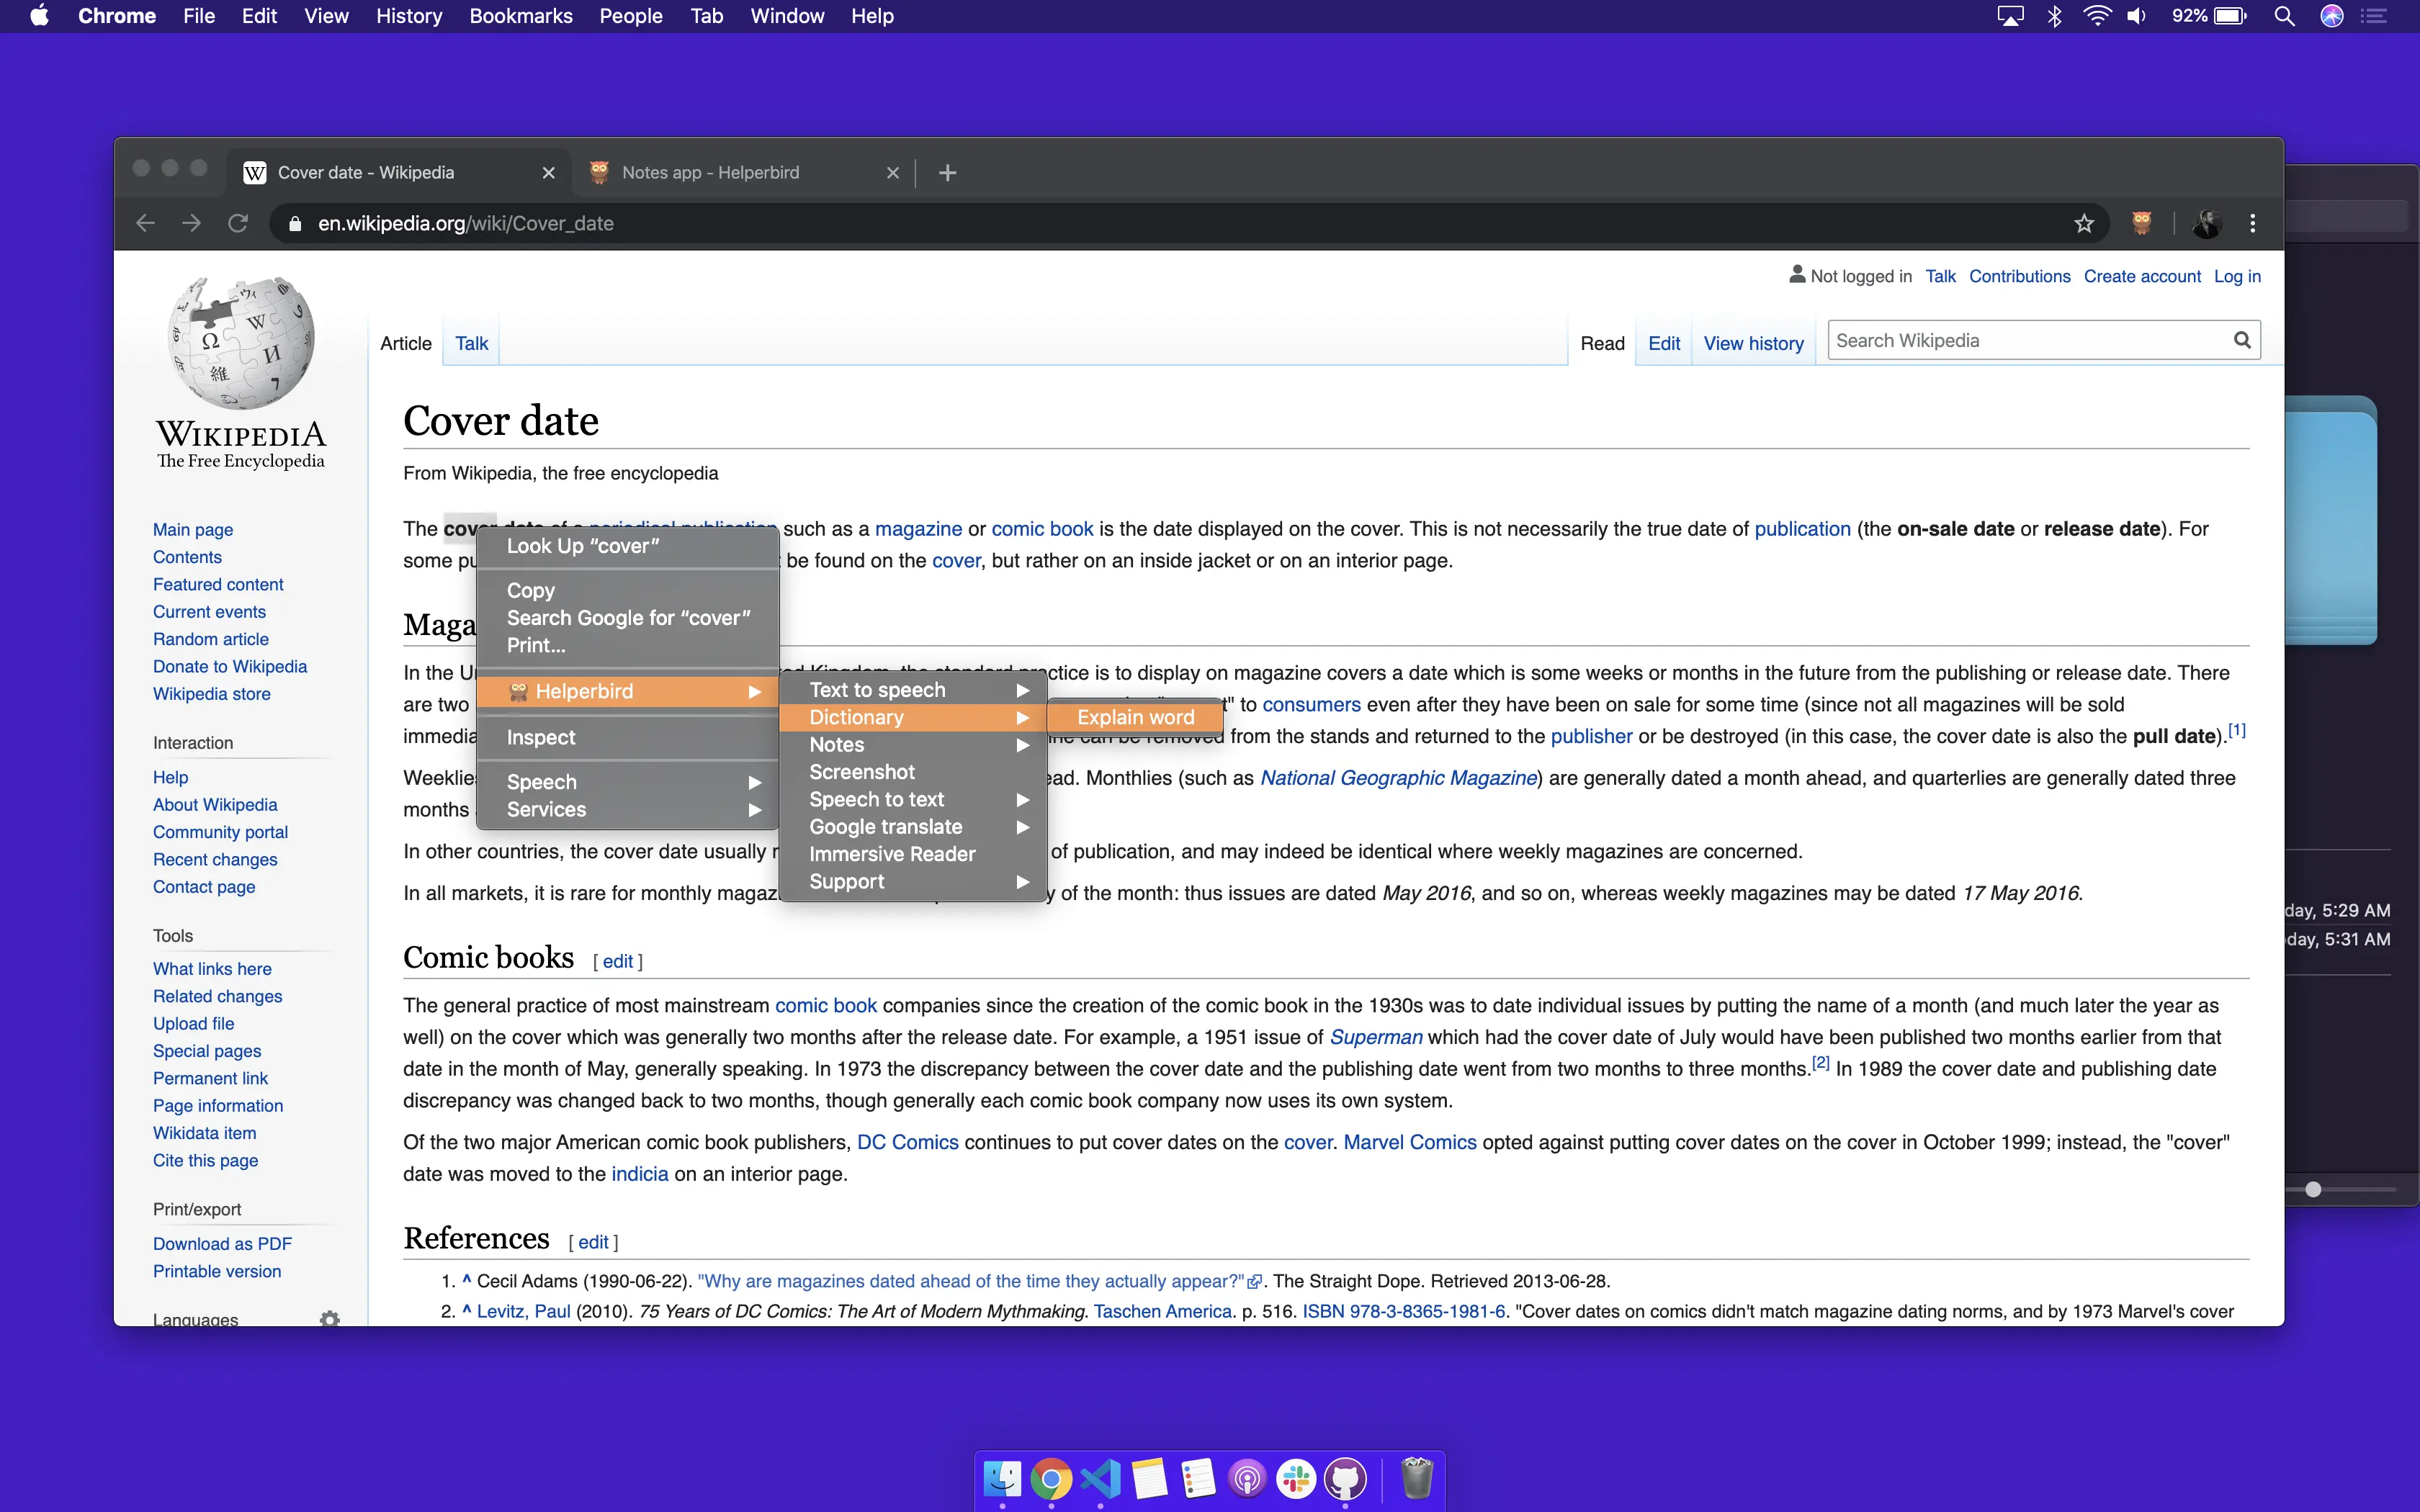 Chrome File Edit View History Bookmarks People Tab Window Help 92%
Cover date - Wikipedia Notes app - Helperbird
en.wikipedia.org/wiki/Cover_date
Not logged in Talk Contributions Create account Log in
Article Talk Read Edit View history Search Wikipedia
WIKIPEDIA
The Free Encyclopedia
Main page
Contents
Featured content
Current events
Random article
Donate to Wikipedia
Wikipedia store
Interaction
Help
About Wikipedia
Community portal
Recent changes
Contact page
Tools
What links here
Related changes
Upload file
Special pages
Permanent link
Page information
Wikidata item
Cite this page
Print/export
Download as PDF
Printable version
Languages
Cover date
From Wikipedia, the free encyclopedia
The cover date of a periodical publication such as a magazine or comic book is the date displayed on the cover. This is not necessarily the true date of publication (the on-sale date or release date). For
some be found on the cover, but rather on an inside jacket or on an interior page.
Look Up “cover”
Copy
Search Google for “cover”
Print...
Helperbird
Inspect
Speech
Services
Text to speech
Dictionary
Notes
Screenshot
Speech to text
Google translate
Immersive Reader
Support
Explain word
In the Kingdom, the standard practice is to display on magazine covers a date which is some weeks or months in the future from the publishing or release date. There
are two to consumers even after they have been on sale for some time (since not all magazines will be sold
can be removed from the stands and returned to the publisher or be destroyed (in this case, the cover date is also the pull date).[1]
Monthlies (such as National Geographic Magazine) are generally dated a month ahead, and quarterlies are generally dated three
months
In other countries, the cover date usually of publication, and may indeed be identical where weekly magazines are concerned.
In all markets, it is rare for monthly of the month: thus issues are dated May 2016, and so on, whereas weekly magazines may be dated 17 May 2016.
Comic books [ edit ]
The general practice of most mainstream comic book companies since the creation of the comic book in the 1930s was to date individual issues by putting the name of a month (and much later the year as
well) on the cover which was generally two months after the release date. For example, a 1951 issue of Superman which had the cover date of July would have been published two months earlier from that
date in the month of May, generally speaking. In 1973 the discrepancy between the cover date and the publishing date went from two months to three months.[2] In 1989 the cover date and publishing date
discrepancy was changed back to two months, though generally each comic book company now uses its own system.
Of the two major American comic book publishers, DC Comics continues to put cover dates on the cover. Marvel Comics opted against putting cover dates on the cover in October 1999; instead, the "cover"
date was moved to the indicia on an interior page.
References [ edit ]
1. ^ Cecil Adams (1990-06-22). "Why are magazines dated ahead of the time they actually appear?". The Straight Dope. Retrieved 2013-06-28.
2. ^ Levitz, Paul (2010). 75 Years of DC Comics: The Art of Modern Mythmaking. Taschen America. p. 516. ISBN 978-3-8365-1981-6. "Cover dates on comics didn't match magazine dating norms, and by 1973 Marvel's cover
day, 5:29 AM
day, 5:31 AM